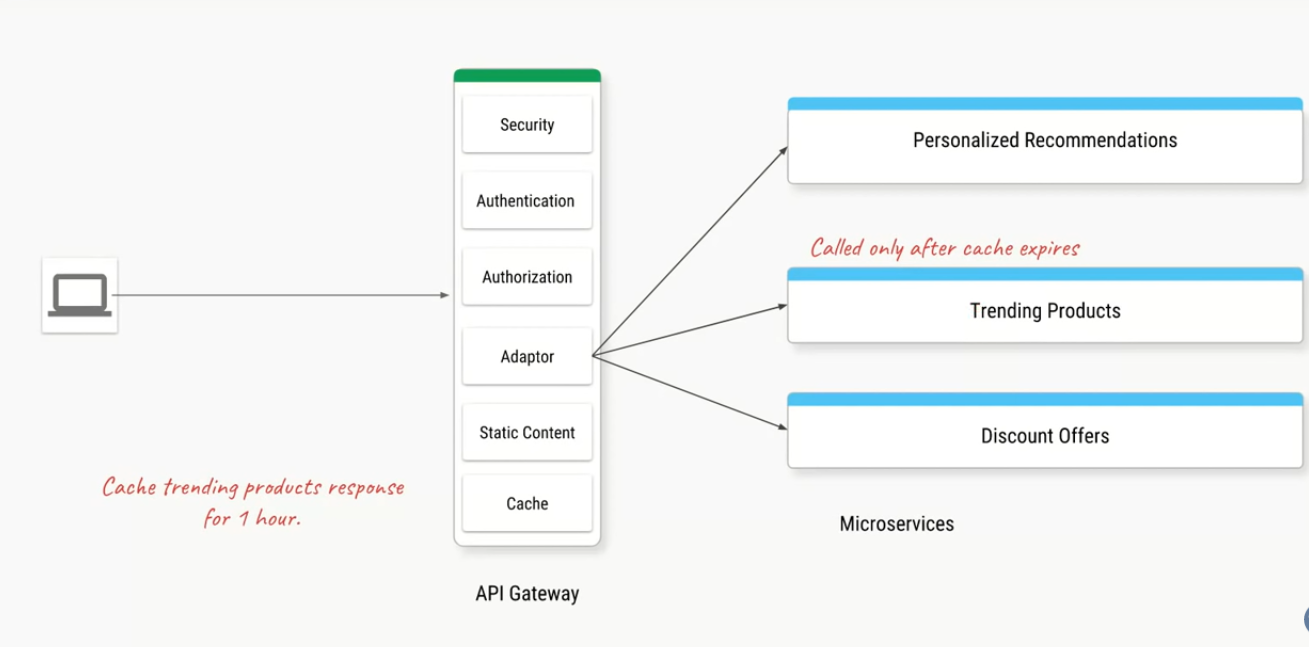 Security
Authentication
Authorization
Adaptor
Static Content
Cache
API Gateway
Cache trending products response
for 1 hour.
Personalized Recommendations
Called only after cache expires
Trending Products
Discount Offers
Microservices